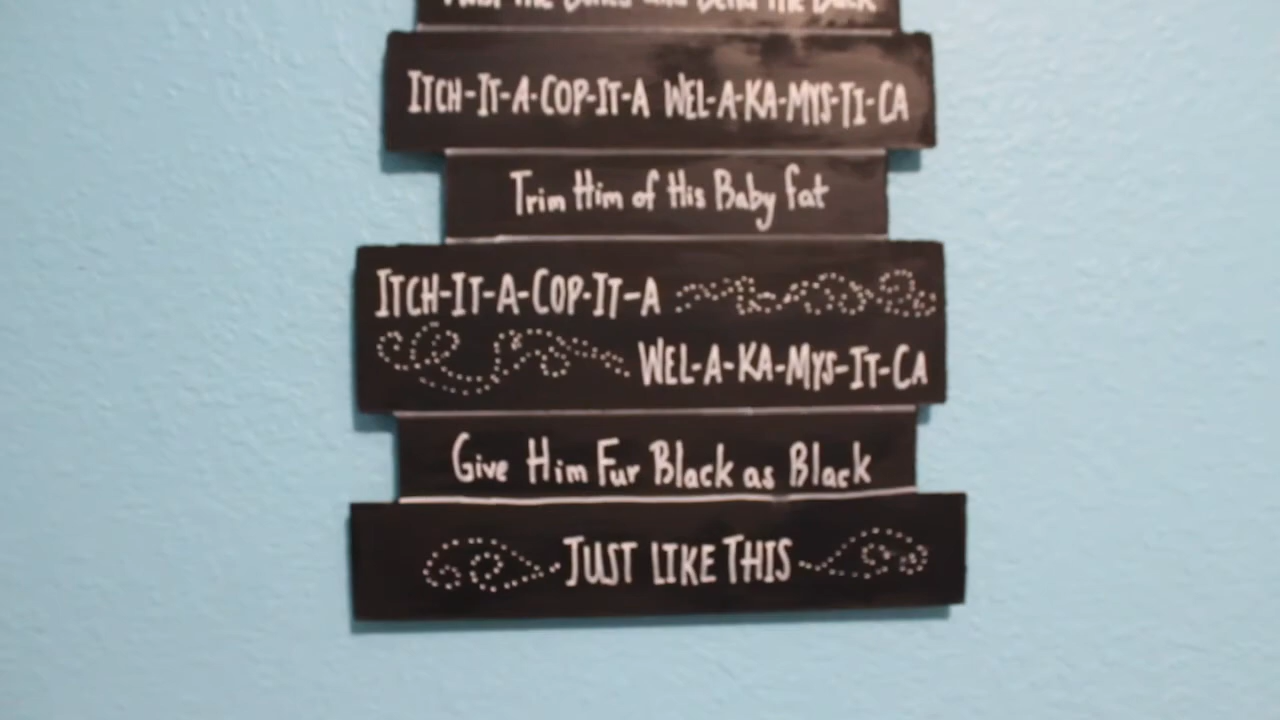 ITCH-IT-A-COP-IT-A WEL-A-KA-MYS-TI-CA
Trim Him of His Baby Fat
ITCH-IT-A-COP-IT-A
WEL-A-KA-MYS-IT-CA
Give Him Fur Black as Black
JUST LIKE THIS